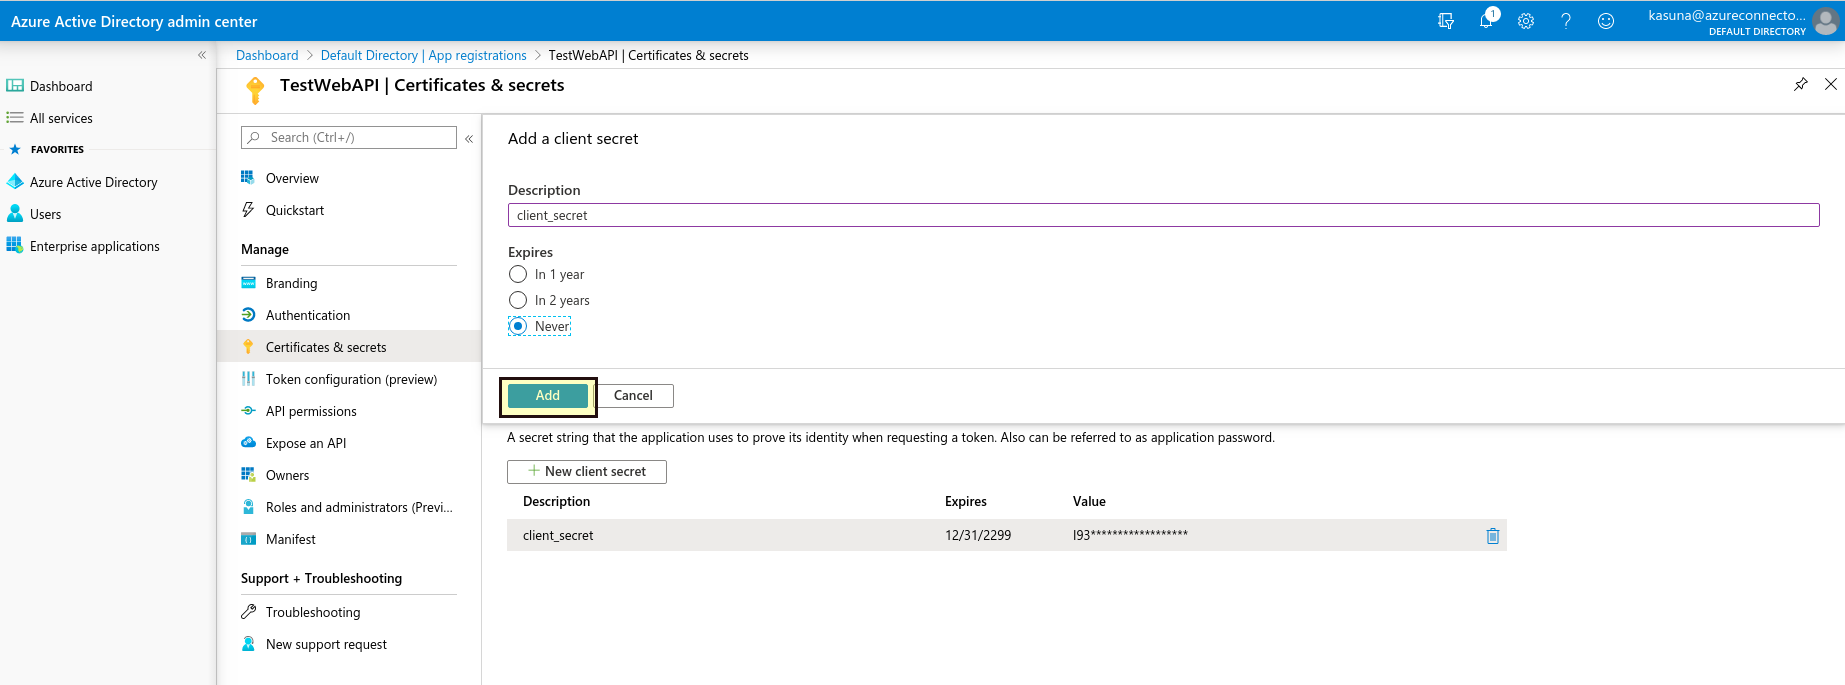 Azure Active Directory admin center
1
kasuna@azureconnecto...
DEFAULT DIRECTORY
«
Dashboard > Default Directory | App registrations > TestWebAPI | Certificates & secrets
Dashboard
All services
FAVORITES
Azure Active Directory
Users
Enterprise applications
TestWebAPI | Certificates & secrets
Search (Ctrl+/)
«
Overview
Quickstart
Manage
Branding
Authentication
Certificates & secrets
Token configuration (preview)
API permissions
Expose an API
Owners
Roles and administrators (Previ...
Manifest
Support + Troubleshooting
Troubleshooting
New support request
Add a client secret
Description
client_secret
Expires
In 1 year
In 2 years
Never
Add Cancel
A secret string that the application uses to prove its identity when requesting a token. Also can be referred to as application password.
+ New client secret
Description Expires Value
client_secret 12/31/2299 I93******************